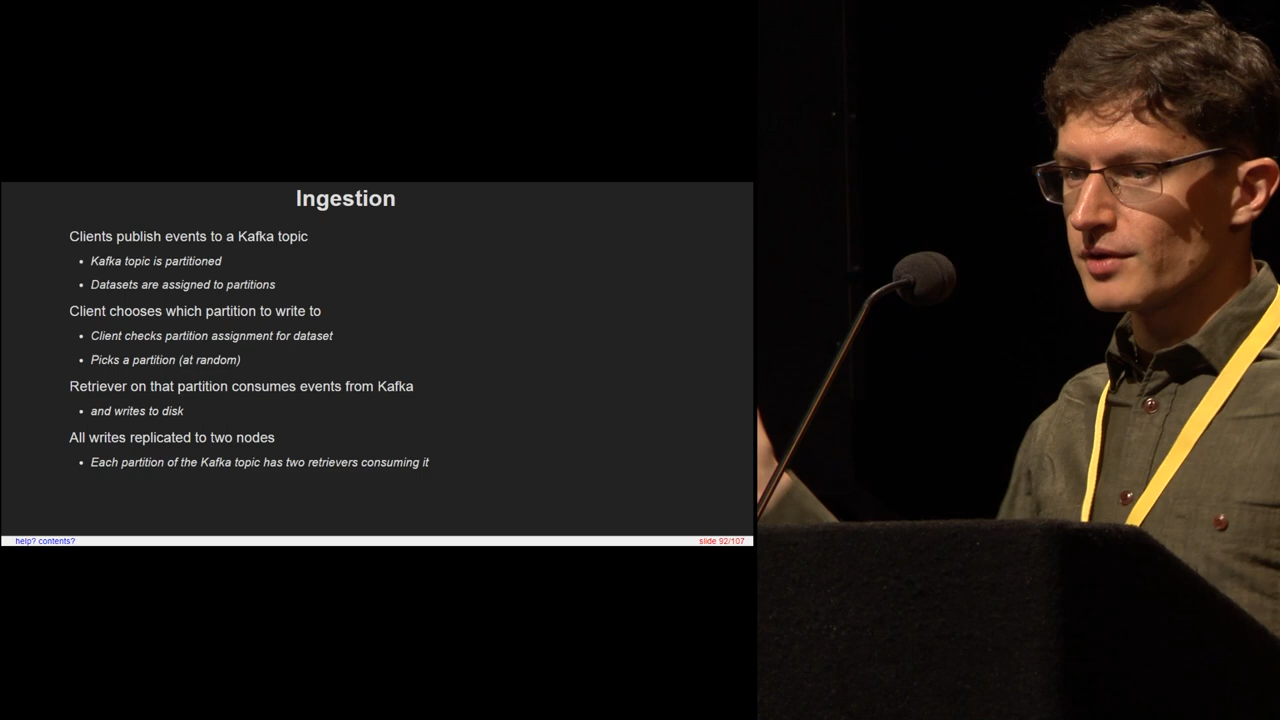 Ingestion
Clients publish events to a Kafka topic
Kafka topic is partitioned
Datasets are assigned to partitions
Client chooses which partition to write to
Client checks partition assignment for dataset
Picks a partition (at random)
Retriever on that partition consumes events from Kafka
and writes to disk
All writes replicated to two nodes
Each partition of the Kafka topic has two retrievers consuming it
help? contents?
slide 92/107